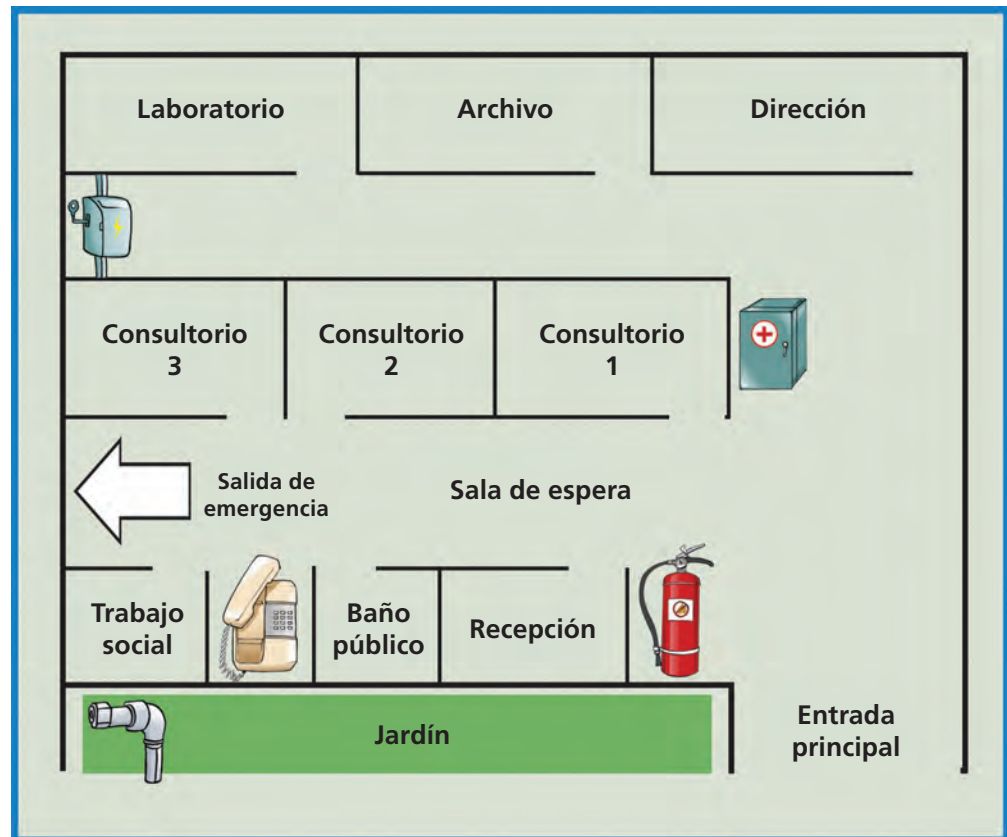 Laboratorio
Archivo
Dirección
Consultorio
3
Consultorio
2
Consultorio
1
Salida de
emergencia
Sala de espera
Trabajo
social
Baño
público
Recepción
Jardín
Entrada
principal